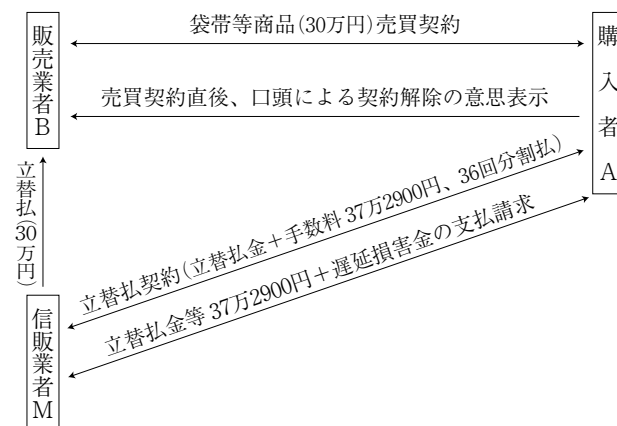 袋帯等商品(30万円)売買契約
販売業者B
購入者A
売買契約直後、口頭による契約解除の意思表示
立替払(30万円)
立替払契約(立替払金＋手数料 37万2900円、36回分割払)
立替払金等 37万2900円＋遅延損害金の支払請求
信販業者M